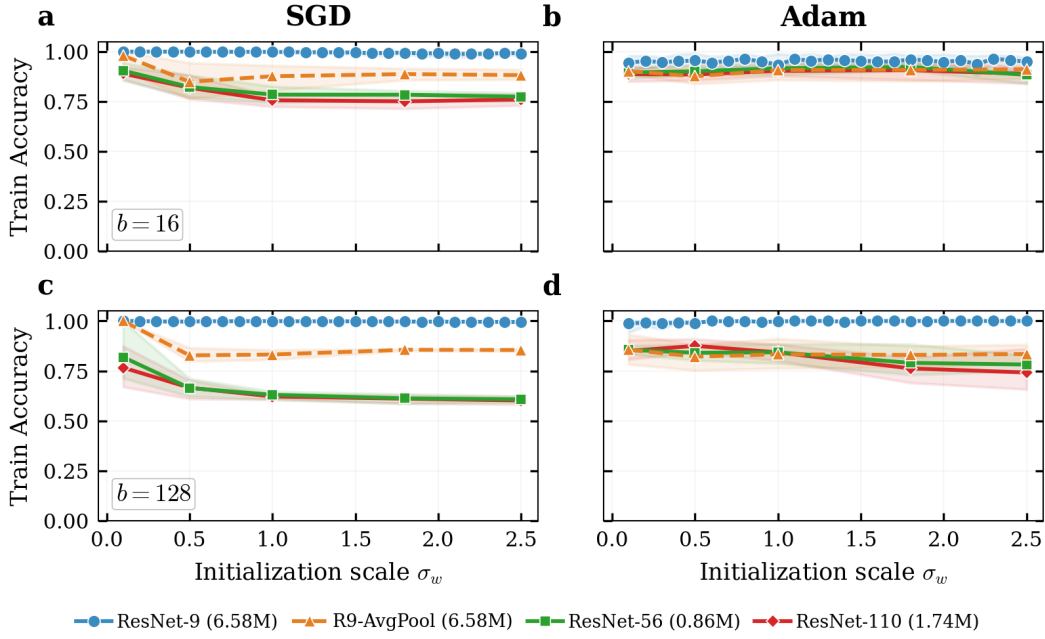 a SGD
b Adam
Train Accuracy
1.00
0.75
0.50
0.25
0.00
b = 16
c
d
Train Accuracy
1.00
0.75
0.50
0.25
0.00
b = 128
0.0 0.5 1.0 1.5 2.0 2.5
0.0 0.5 1.0 1.5 2.0 2.5
Initialization scale σ_w
Initialization scale σ_w
ResNet-9 (6.58M) R9-AvgPool (6.58M) ResNet-56 (0.86M) ResNet-110 (1.74M)